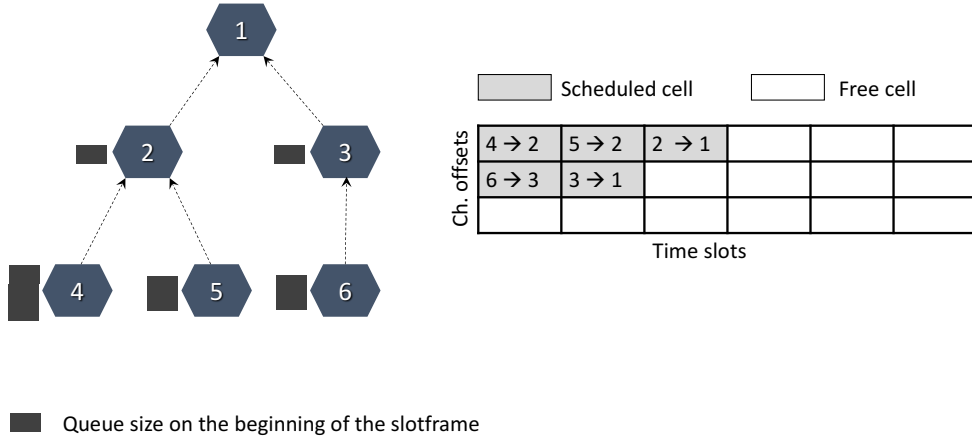 1
Scheduled cell
Free cell
2
3
Ch. offsets
4 → 2
5 → 2
2 → 1
6 → 3
3 → 1
Time slots
4
5
6
Queue size on the beginning of the slotframe